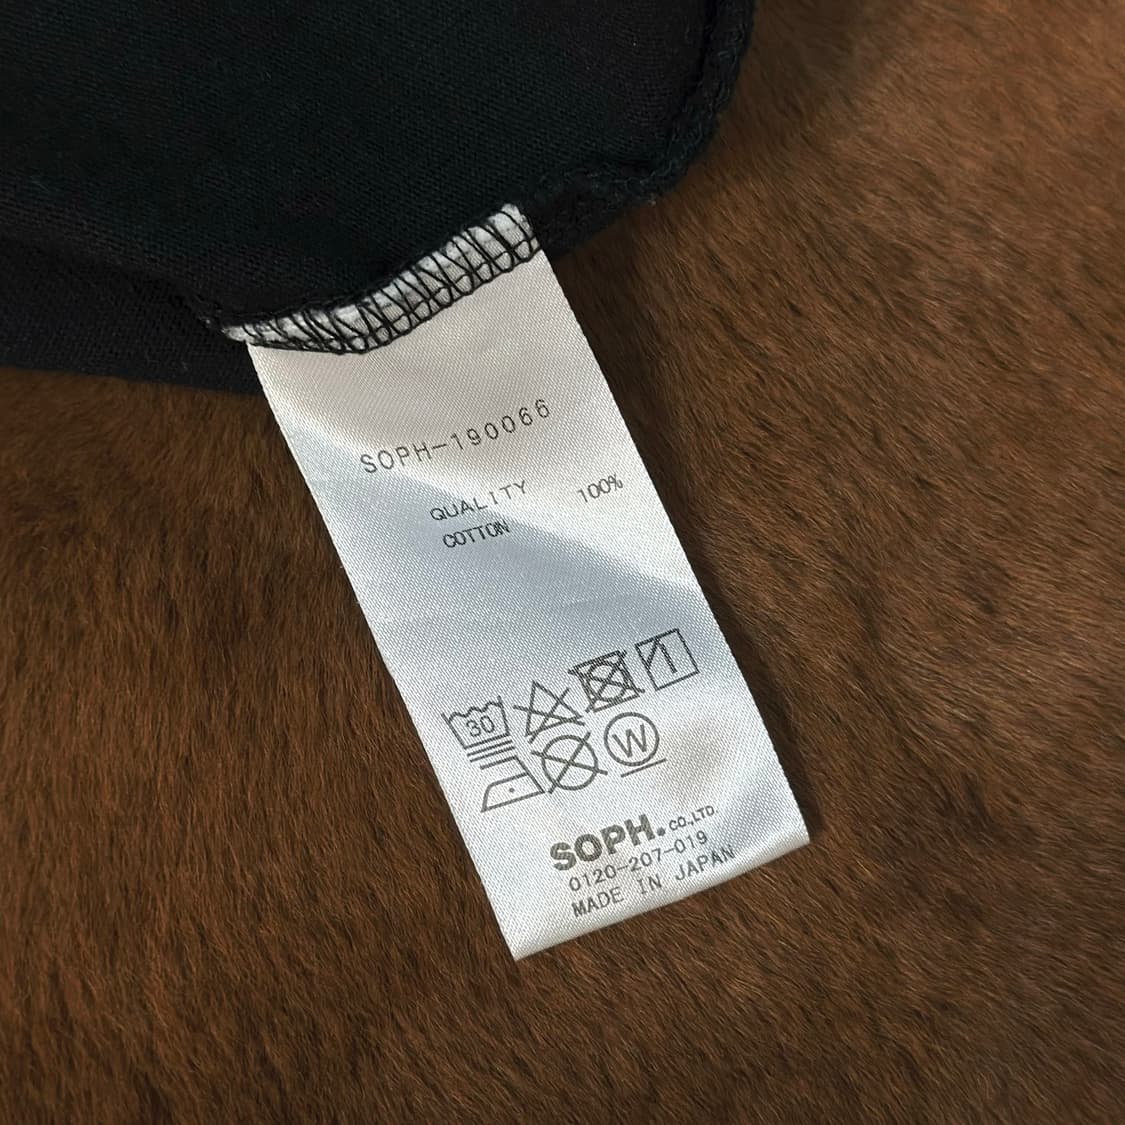 SOPH-190066
QUALITY
COTTON 100%
30
W
SOPH. CO.,LTD.
0120-207-019
MADE IN JAPAN